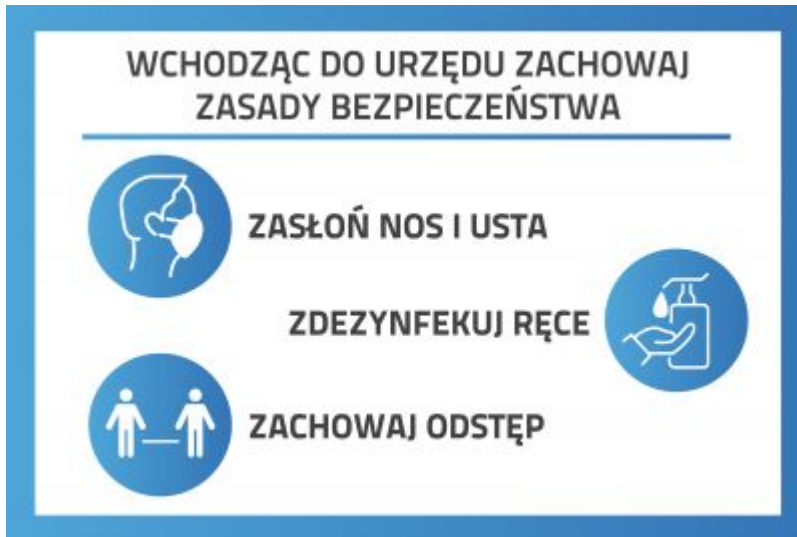 WCHODZĄC DO URZĘDU ZACHOWAJ
ZASADY BEZPIECZEŃSTWA
ZASŁOŃ NOS I USTA
ZDEZYNFEKUJ RĘCE
ZACHOWAJ ODSTĘP